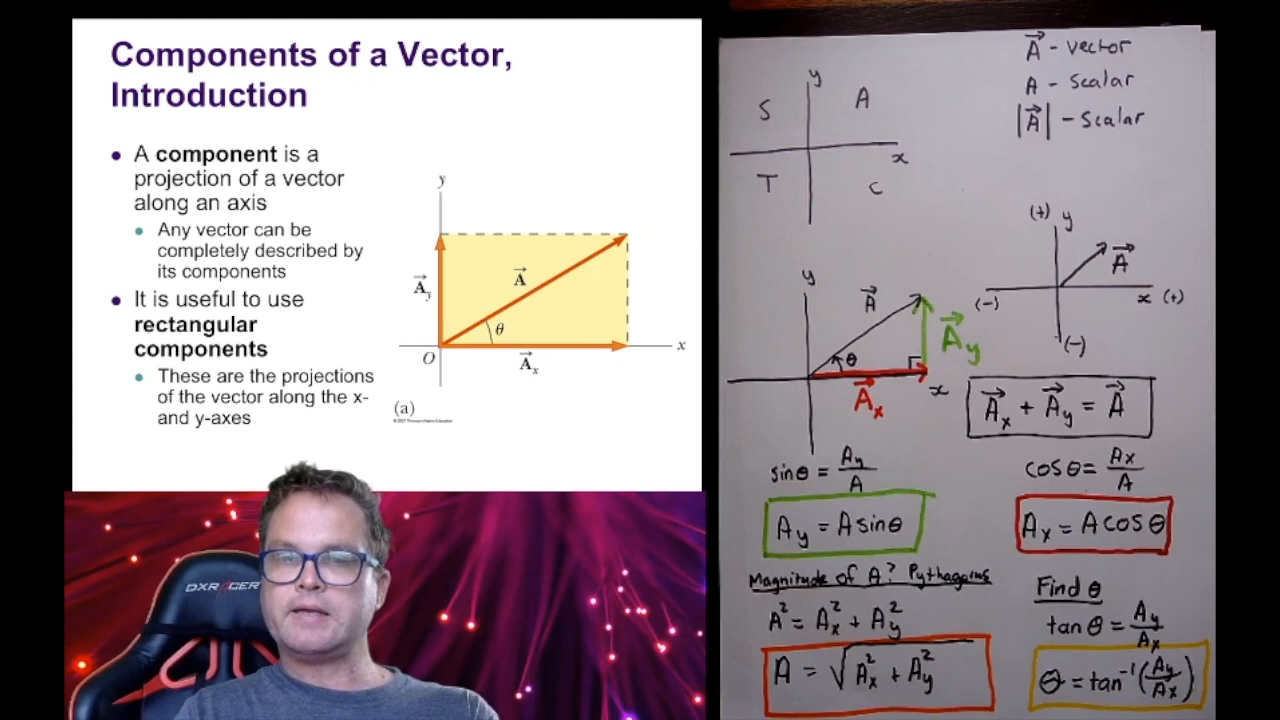 Components of a Vector,
Introduction
• A component is a
projection of a vector
along an axis
• Any vector can be
completely described by
its components
• It is useful to use
rectangular
components
• These are the projections
of the vector along the x-
and y-axes
y
A⃗y
A⃗
θ
O
A⃗x
x
(a)
DXRACER
A⃗ - vector
A - Scalar
|A⃗| - Scalar
y
S A
x
T C
(+) y
A⃗
(-) x (+)
(-)
y
A⃗
A⃗y
θ
x
A⃗x
A⃗x + A⃗y = A⃗
sinθ = Ay/A
cosθ = Ax/A
Ay = A sinθ
Ax = A cosθ
Magnitude of A? Pythagoras
A² = Ax² + Ay²
A = √Ax² + Ay²
Find θ
tanθ = Ay/Ax
θ = tan⁻¹(Ay/Ax)